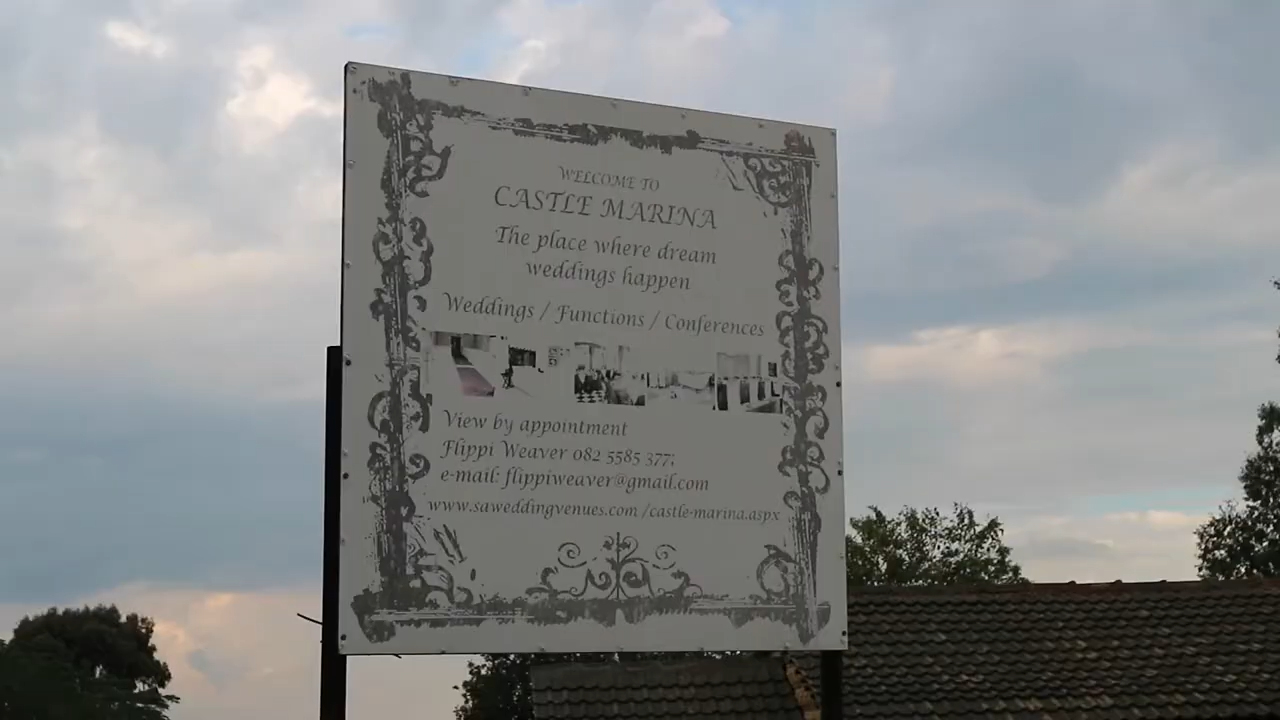 WELCOME TO
CASTLE MARINA
The place where dream
weddings happen
Weddings / Functions / Conferences
View by appointment
Flippi Weaver 082 5585 377;
e-mail: flippiweaver@gmail.com
www.saweddingvenues.com /castle-marina.aspx